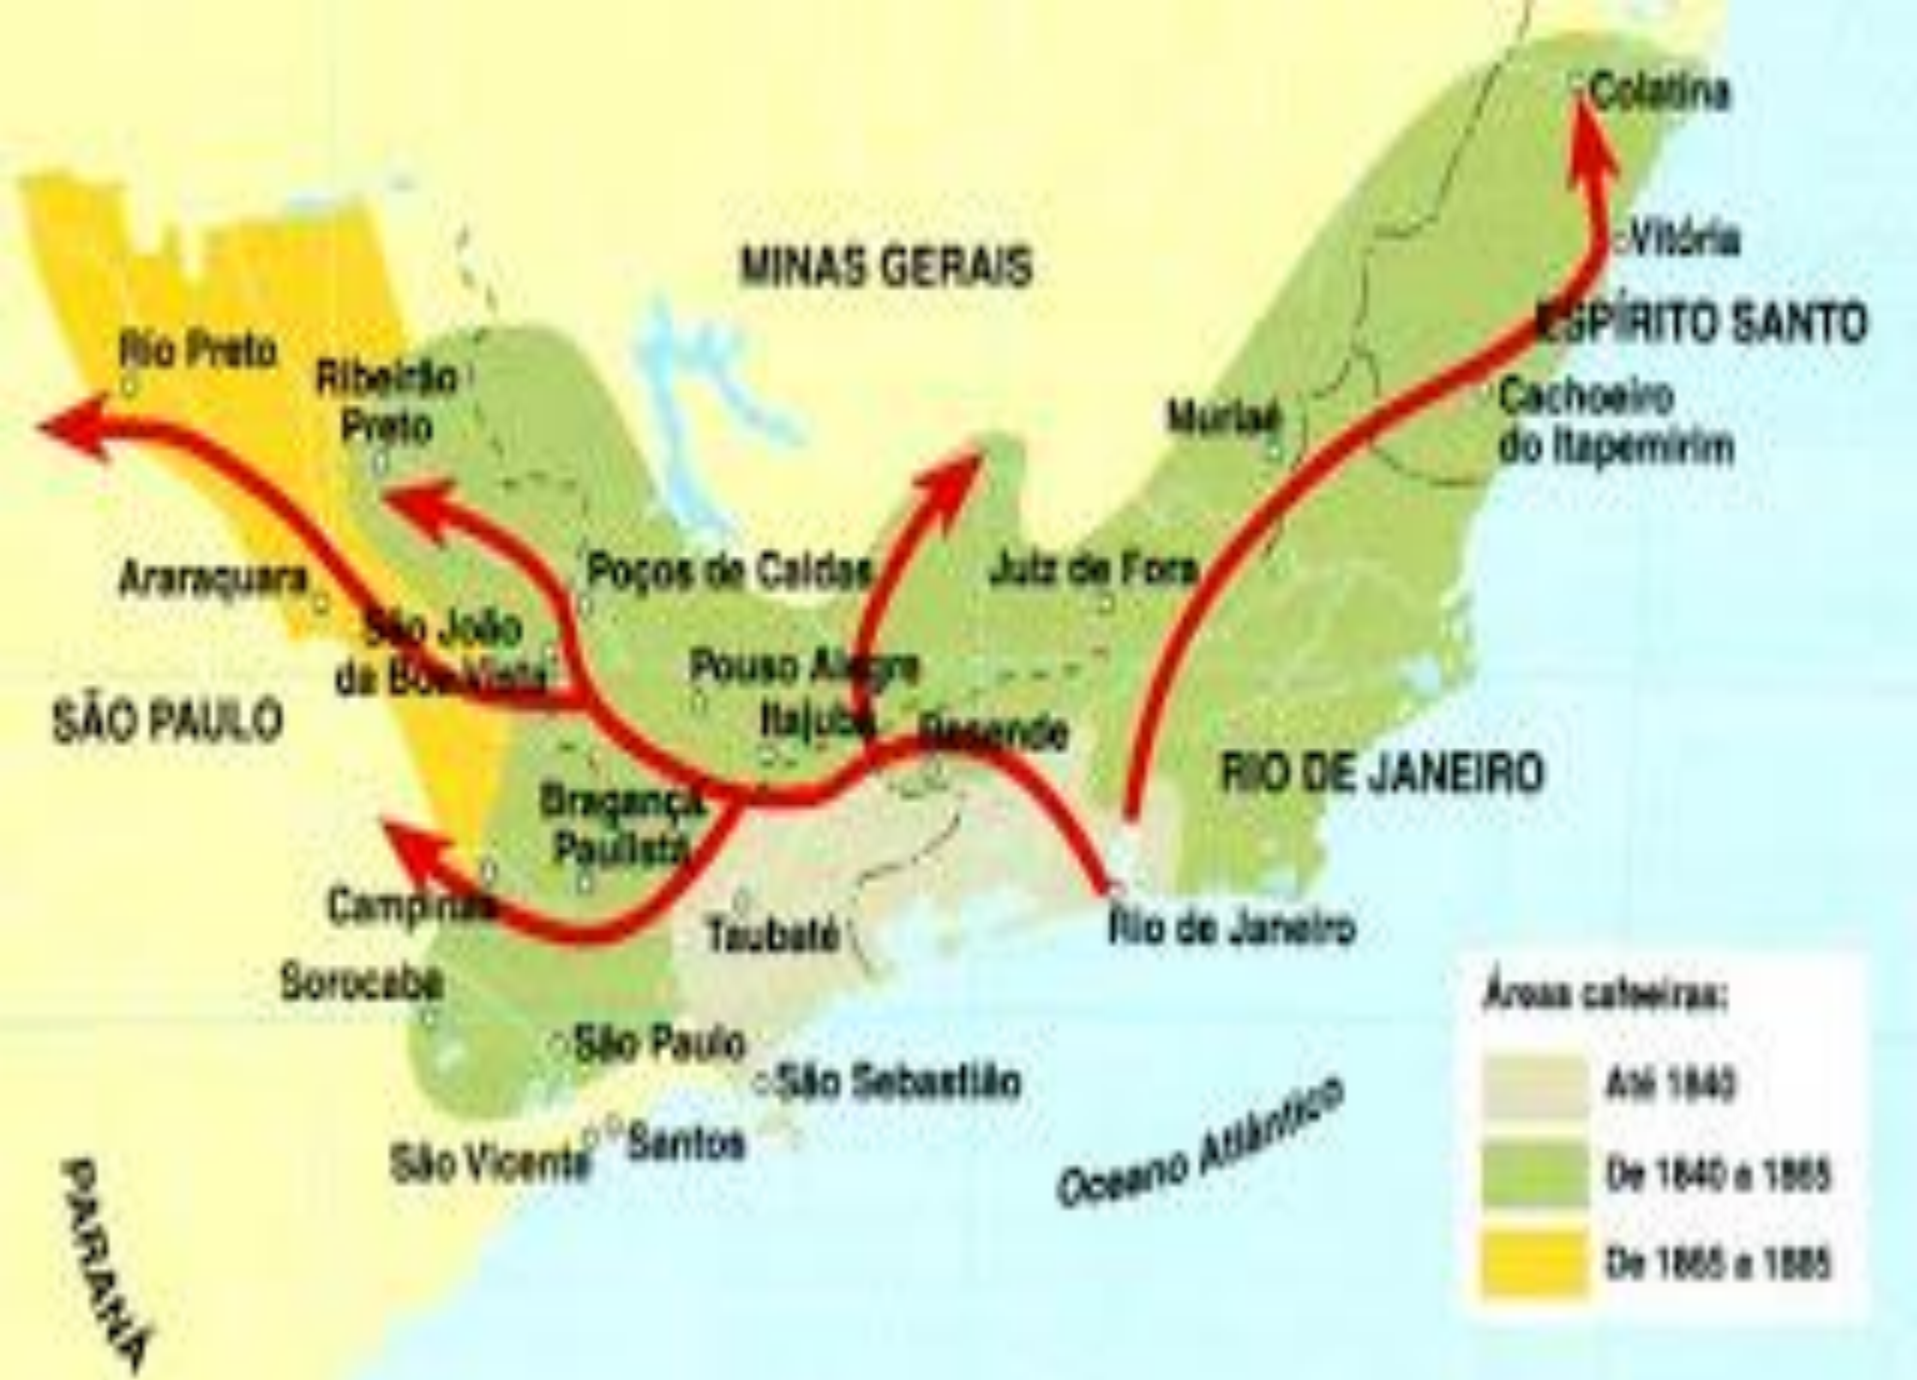 Colatina
Vitória
MINAS GERAIS
ESPÍRITO SANTO
Rio Preto
Ribeirão
Preto
Muriaé
Cachoeiro
do Itapemirim
Araraquara
Poços de Caldas
Juiz de Fora
São João
da Boa Vista
Pouso Alegre
SÃO PAULO
Itajubá
Resende
RIO DE JANEIRO
Bragança
Paulista
Campinas
Taubaté
Rio de Janeiro
Sorocaba
São Paulo
São Sebastião
Santos
São Vicente
Oceano Atlântico
PARANÁ
Áreas cafeeiras:
Até 1840
De 1840 a 1865
De 1865 a 1885